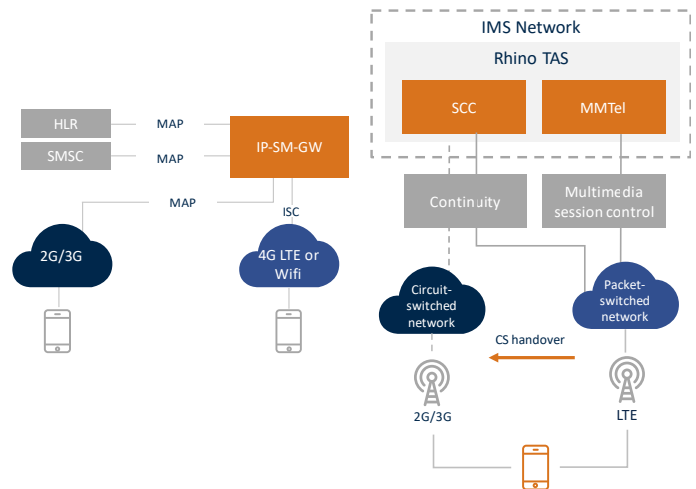 HLR
MAP
SMSC
MAP
IP-SM-GW
MAP
ISC
2G/3G
4G LTE or
Wifi
IMS Network
Rhino TAS
SCC
MMTel
Continuity
Multimedia
session control
Circuit-
switched
network
Packet-
switched
network
CS handover
2G/3G
LTE